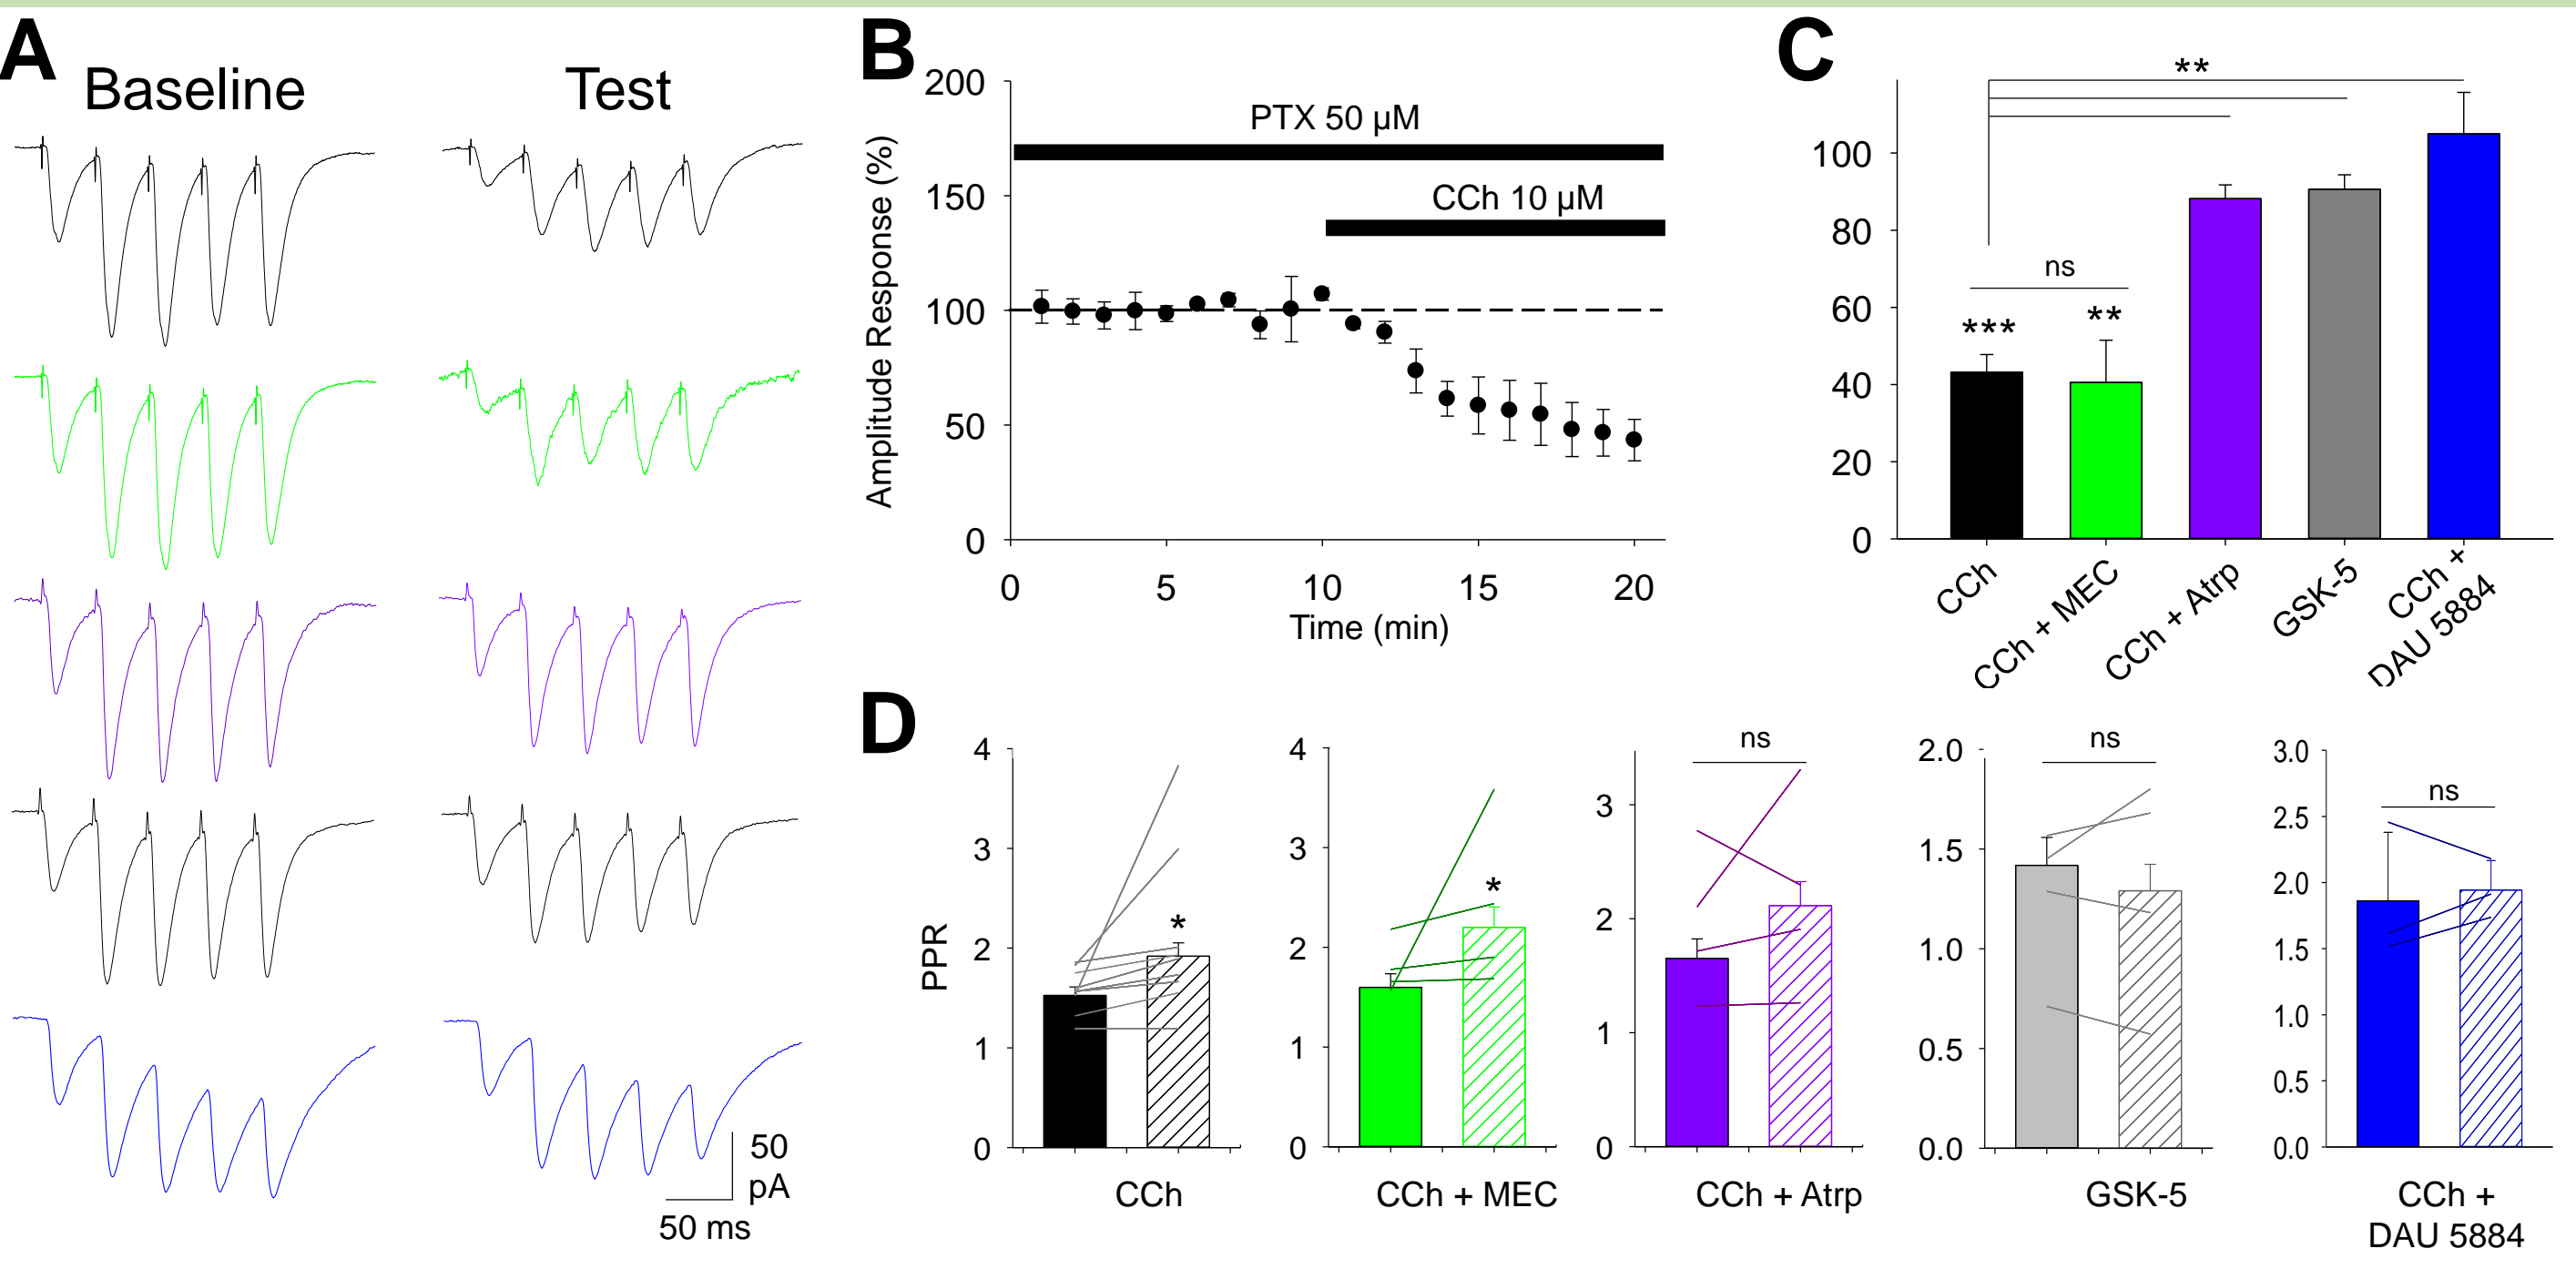 A
Baseline
Test
50
pA
50 ms
B
Amplitude Response (%)
200
150
100
50
0
PTX 50 µM
CCh 10 µM
0 5 10 15 20
Time (min)
C
**
ns
***
**
100
80
60
40
20
0
CCh
CCh + MEC
CCh + Atrp
GSK-5
CCh +
DAU 5884
D
PPR
4
3
2
1
0
*
CCh
4
3
2
1
0
*
CCh + MEC
ns
3
2
1
0
CCh + Atrp
ns
2.0
1.5
1.0
0.5
0.0
GSK-5
ns
3.0
2.5
2.0
1.5
1.0
0.5
0.0
CCh +
DAU 5884